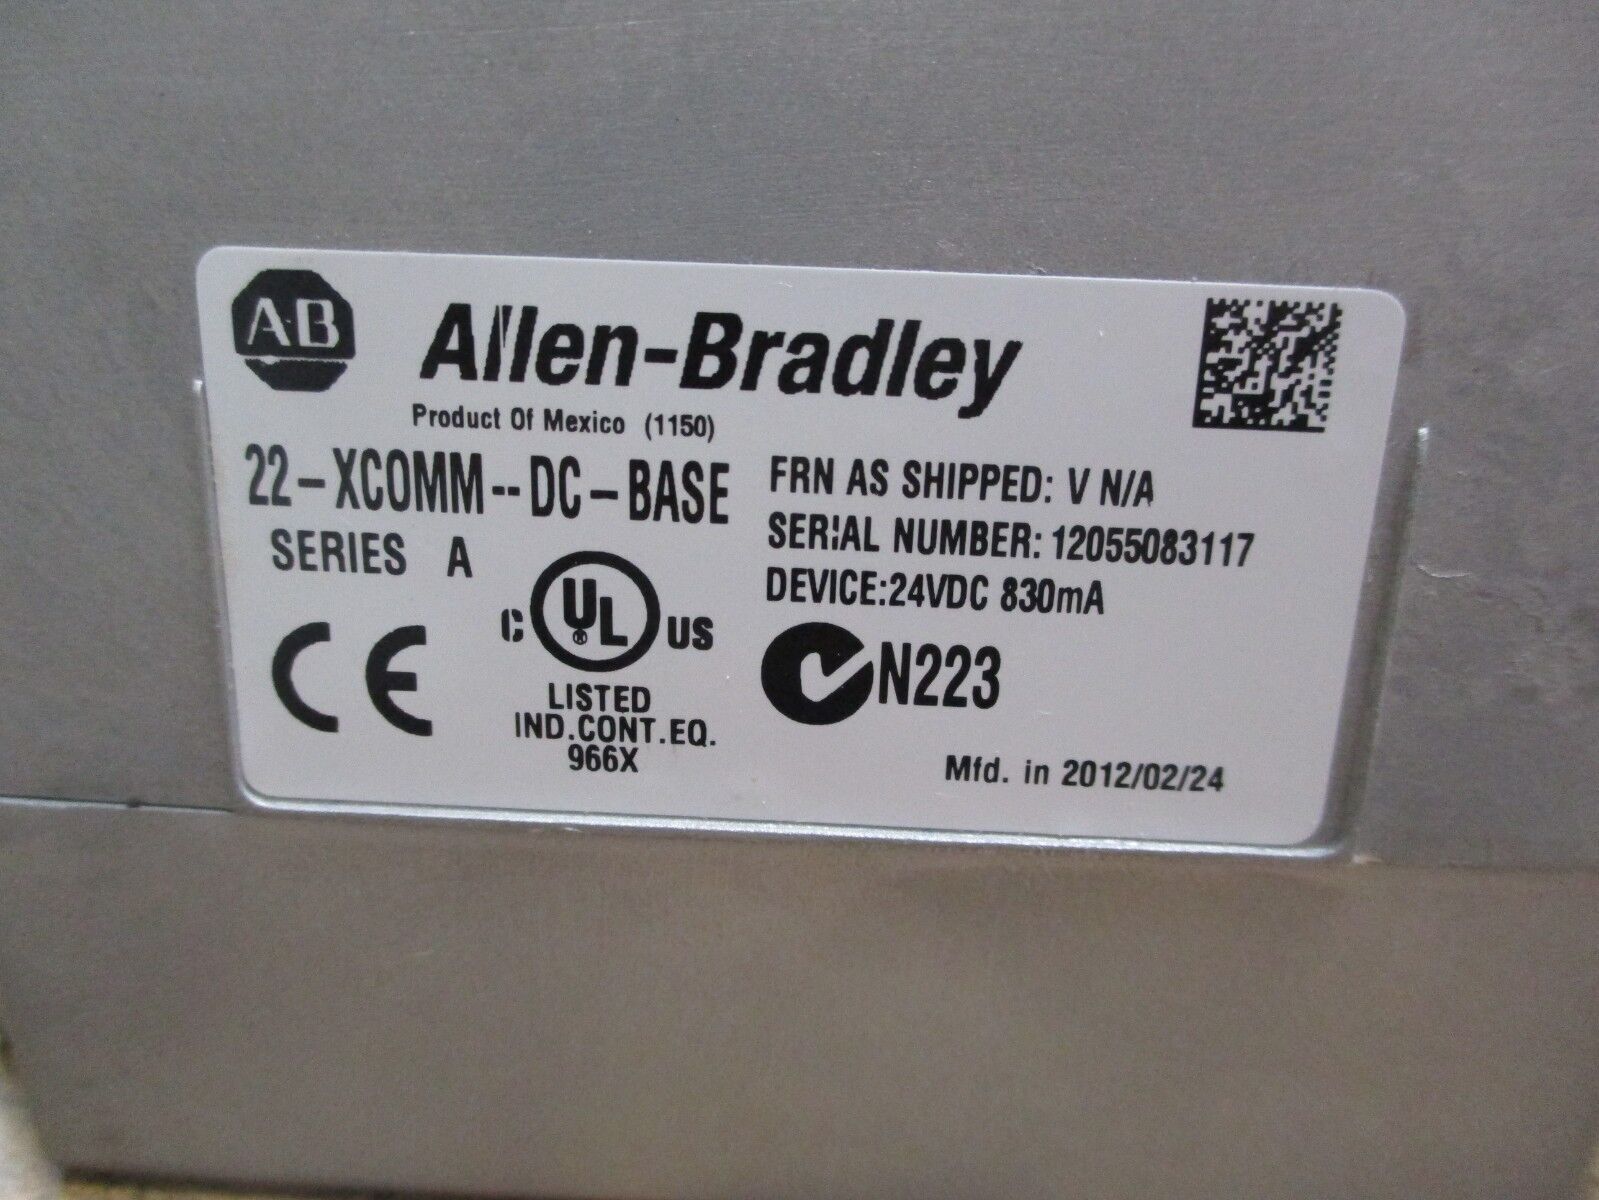 AB Allen-Bradley
Product Of Mexico (1150)
22-XCOMM--DC-BASE
SERIES A
FRN AS SHIPPED: V N/A
SERIAL NUMBER: 12055083117
DEVICE:24VDC 830mA
CE
C UL® US
LISTED
IND.CONT.EQ.
966X
N223
Mfd. in 2012/02/24